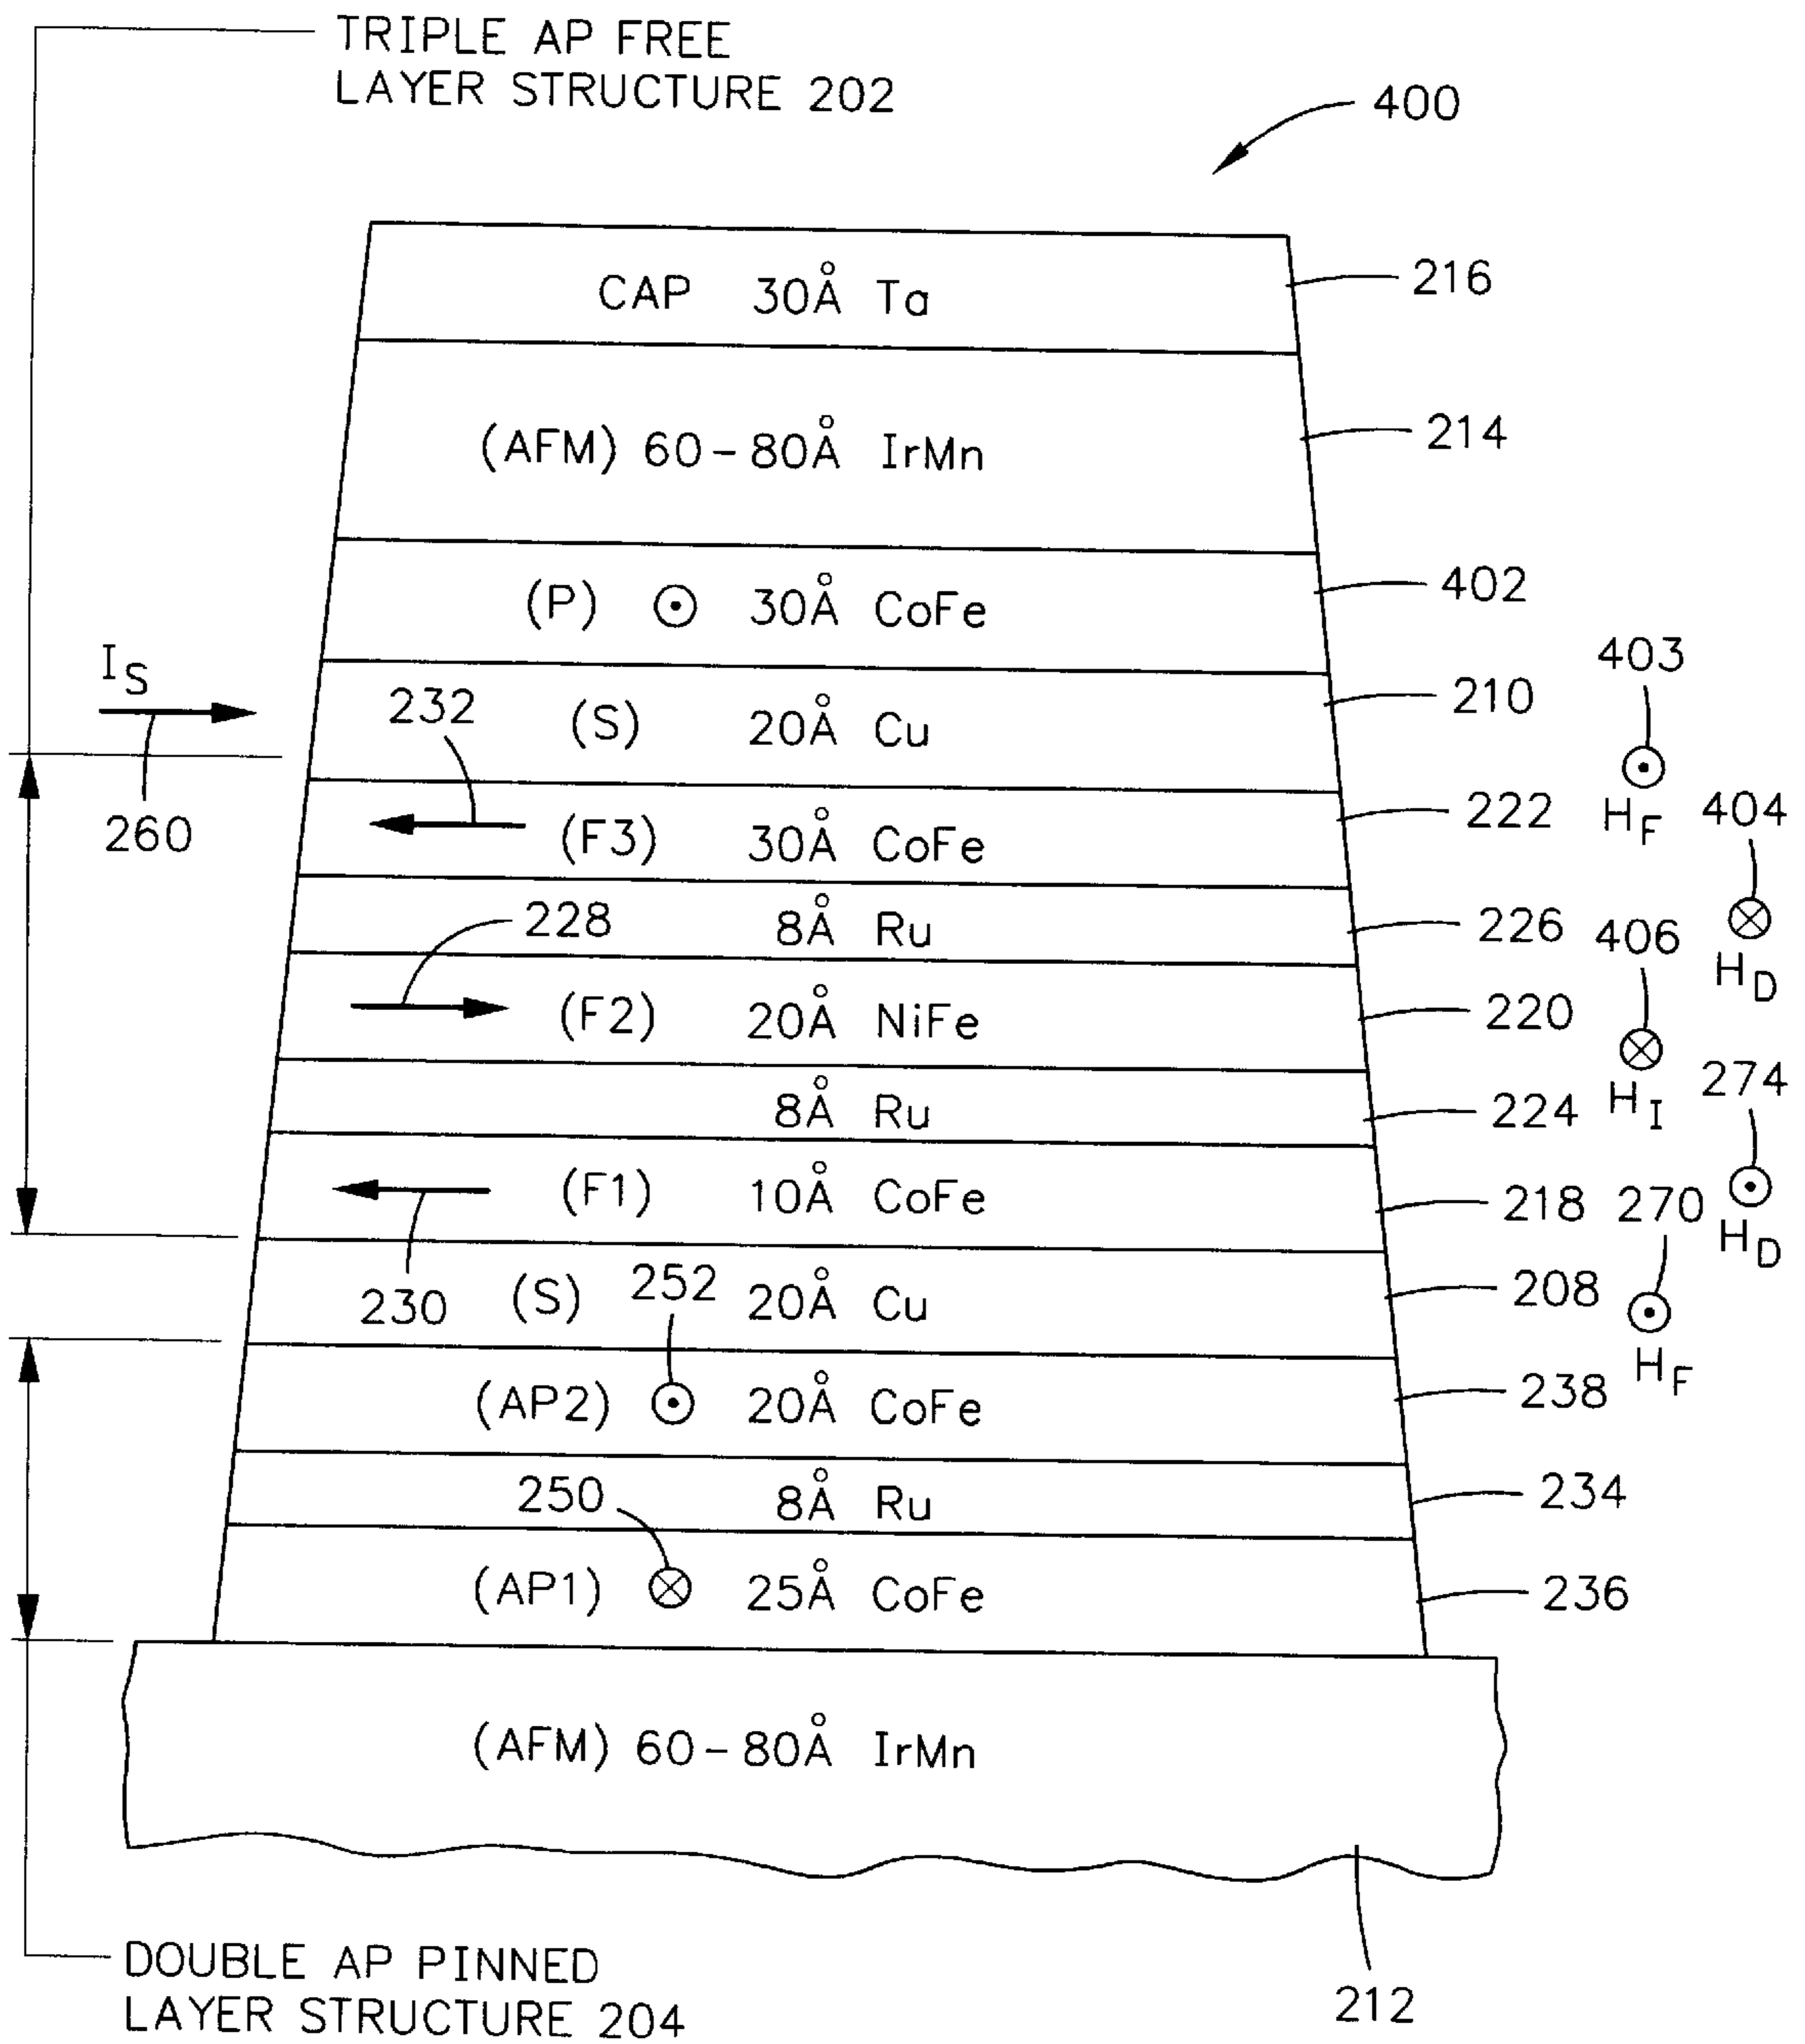 TRIPLE AP FREE
LAYER STRUCTURE 202
400
CAP 30Å Ta
216
(AFM) 60-80Å IrMn
214
(P) 30Å CoFe
402
403
IS
232
(S) 20Å Cu
210
260
(F3) 30Å CoFe
222
HF
404
228
8Å Ru
226
406
HD
(F2) 20Å NiFe
220
HI
274
8Å Ru
224
(F1) 10Å CoFe
218
270
HD
230
(S)
252
20Å Cu
208
HF
(AP2) 20Å CoFe
238
250
8Å Ru
234
(AP1) 25Å CoFe
236
(AFM) 60-80Å IrMn
212
DOUBLE AP PINNED
LAYER STRUCTURE 204